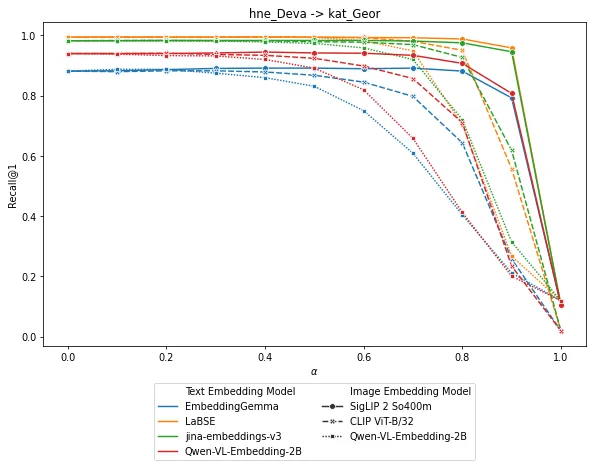 hne_Deva -> kat_Geor
Recall@1
1.0
0.8
0.6
0.4
0.2
0.0
0.0 0.2 0.4 0.6 0.8 1.0
α
Text Embedding Model
EmbeddingGemma
LaBSE
jina-embeddings-v3
Qwen-VL-Embedding-2B
Image Embedding Model
SigLIP 2 So400m
CLIP ViT-B/32
Qwen-VL-Embedding-2B